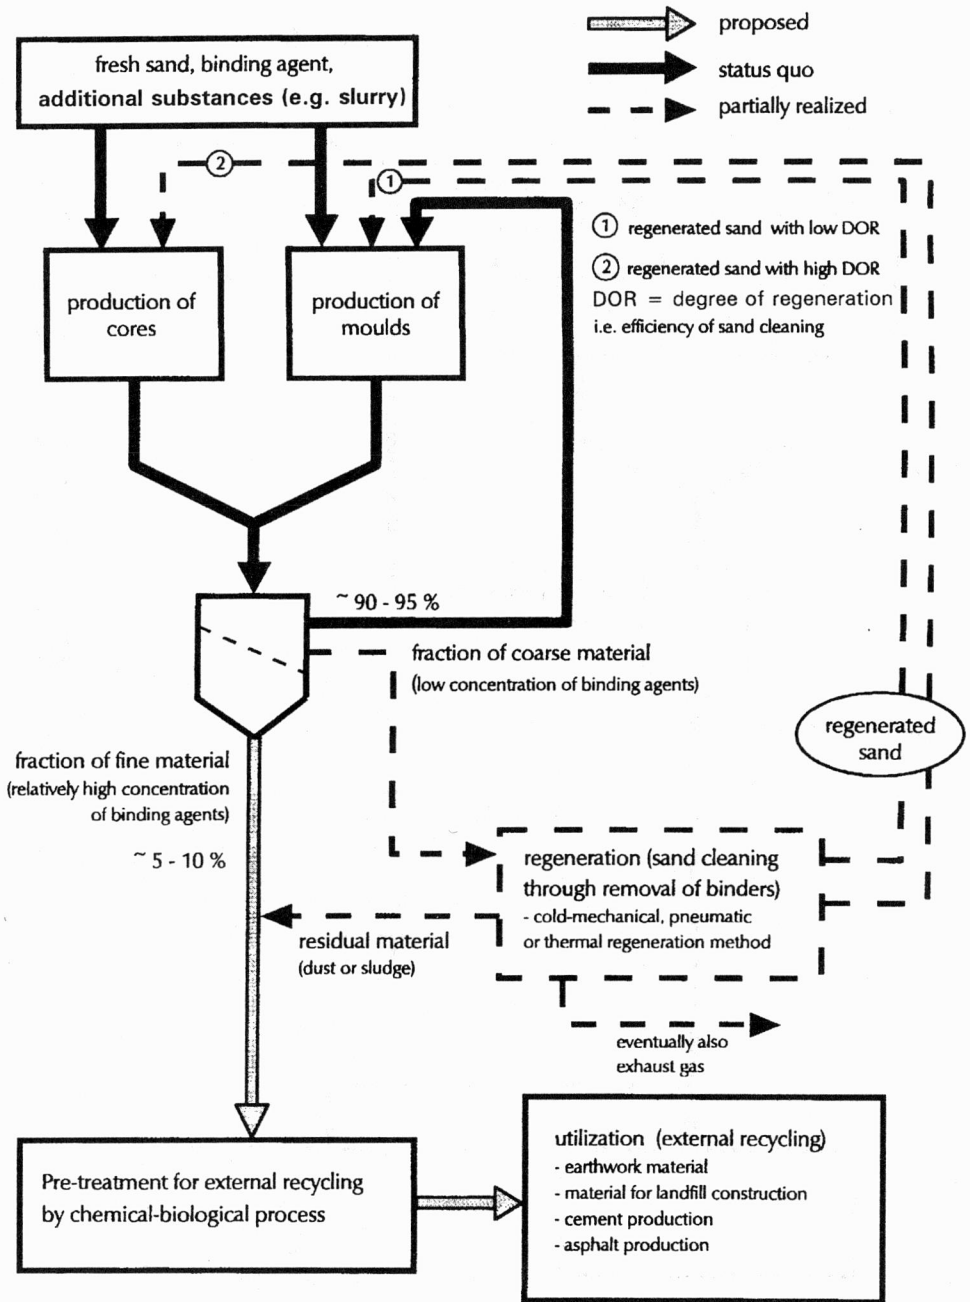 proposed
status quo
partially realized
fresh sand, binding agent,
additional substances (e.g. slurry)
2
1
production of
cores
production of
moulds
1 regenerated sand with low DOR
2 regenerated sand with high DOR
DOR = degree of regeneration
i.e. efficiency of sand cleaning
~ 90 - 95 %
fraction of coarse material
(low concentration of binding agents)
regenerated
sand
fraction of fine material
(relatively high concentration
of binding agents)
~ 5 - 10 %
regeneration (sand cleaning
through removal of binders)
- cold-mechanical, pneumatic
or thermal regeneration method
residual material
(dust or sludge)
eventually also
exhaust gas
Pre-treatment for external recycling
by chemical-biological process
utilization (external recycling)
- earthwork material
- material for landfill construction
- cement production
- asphalt production